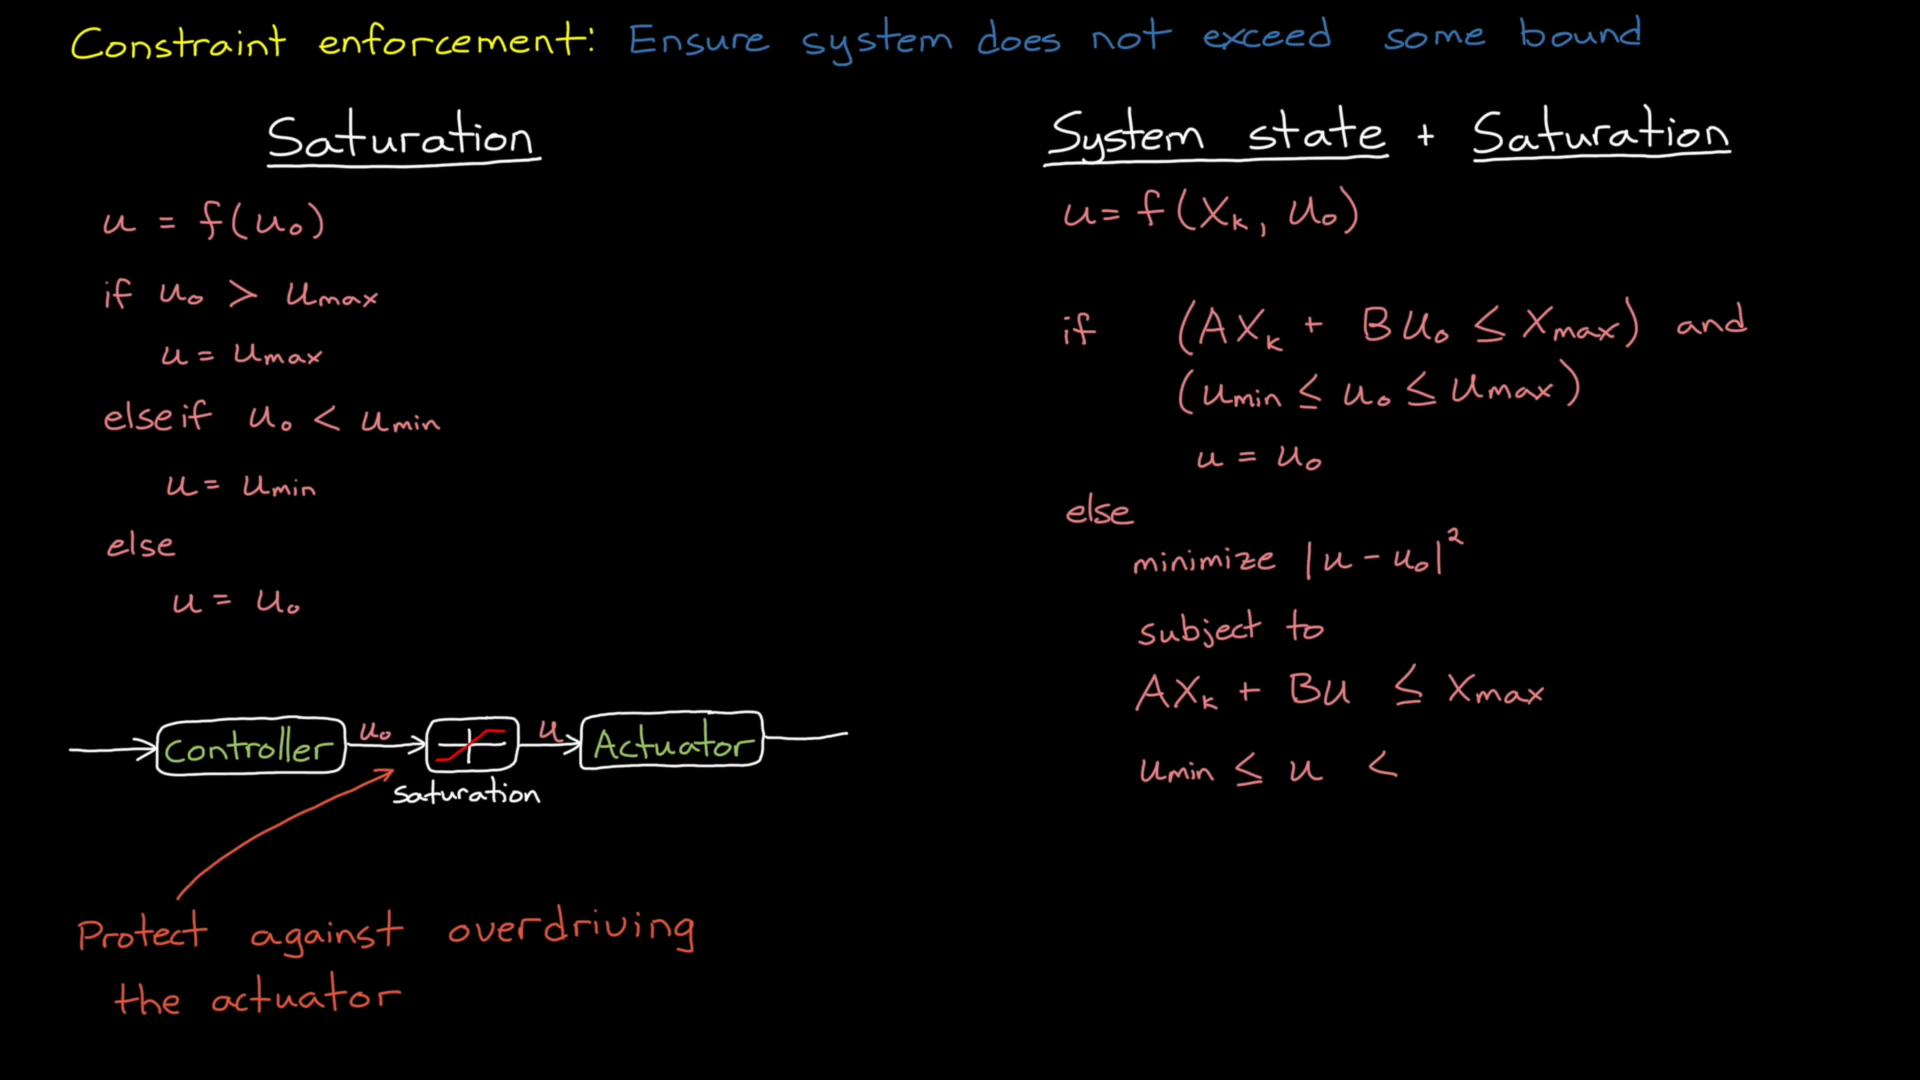 Constraint enforcement: Ensure system does not exceed some bound
Saturation
u = f(u₀)
if u₀ > umax
u = umax
elseif u₀ < umin
u = umin
else
u = u₀
Controller
u₀
u
Actuator
saturation
Protect against overdriving
the actuator
System state + Saturation
u = f(Xₖ, u₀)
if (AXₖ + Bu₀ ≤ Xmax) and
(umin ≤ u₀ ≤ umax)
u = u₀
else
minimize |u - u₀|²
subject to
AXₖ + Bu ≤ Xmax
umin ≤ u <